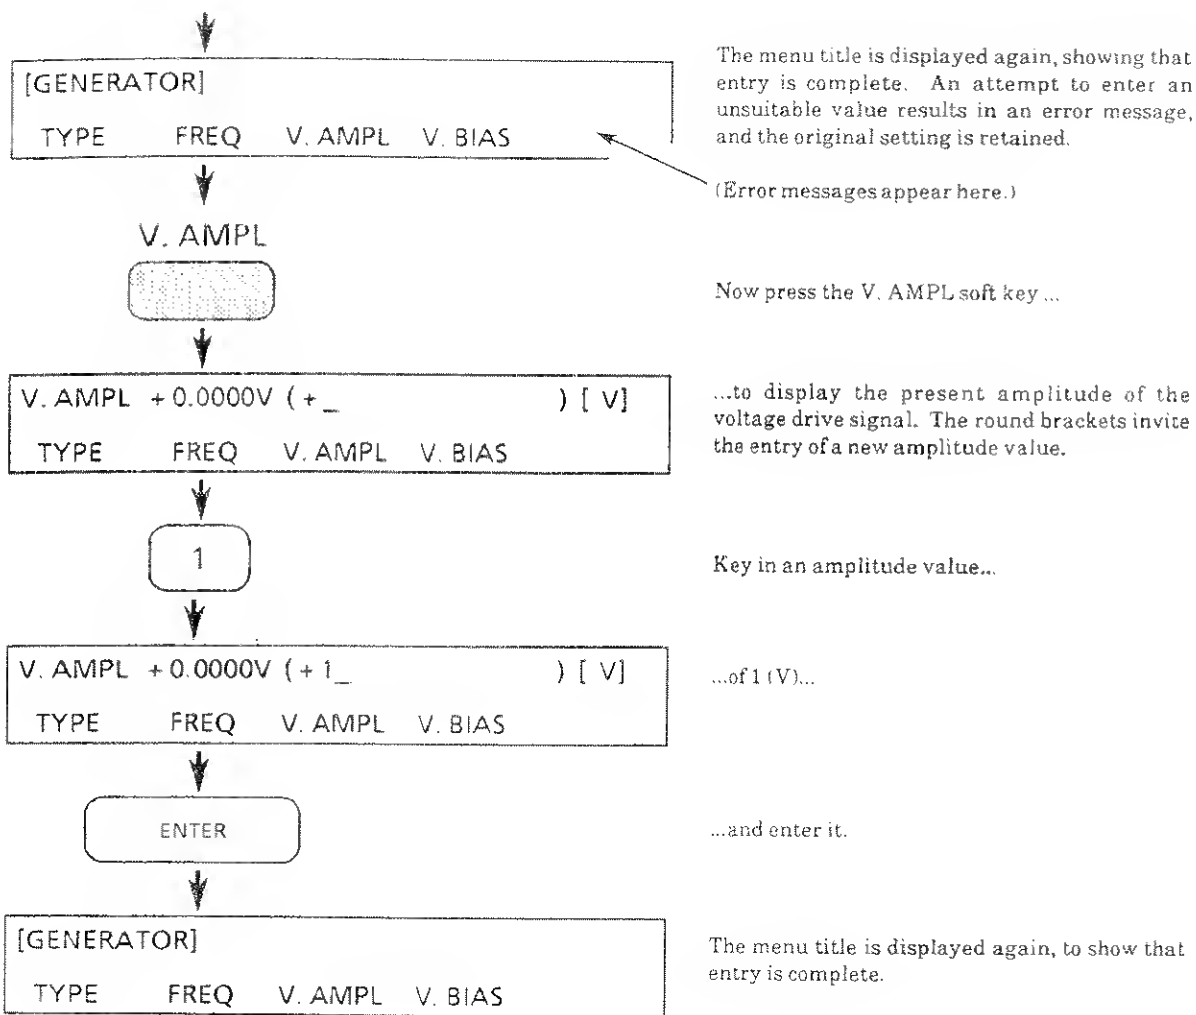 [GENERATOR]
TYPE FREQ V. AMPL V. BIAS
The menu title is displayed again, showing that
entry is complete. An attempt to enter an
unsuitable value results in an error message,
and the original setting is retained.
(Error messages appear here.)
V. AMPL
Now press the V. AMPL soft key ...
V. AMPL +0.0000V (+_ ) [ V]
TYPE FREQ V. AMPL V. BIAS
...to display the present amplitude of the
voltage drive signal. The round brackets invite
the entry of a new amplitude value.
1
Key in an amplitude value...
V. AMPL +0.0000V (+1_ ) [ V]
TYPE FREQ V. AMPL V. BIAS
...of 1 (V)...
ENTER
...and enter it.
[GENERATOR]
TYPE FREQ V. AMPL V. BIAS
The menu title is displayed again, to show that
entry is complete.